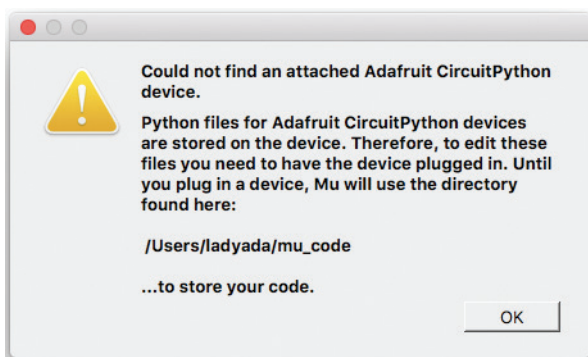 Could not find an attached Adafruit CircuitPython
device.
Python files for Adafruit CircuitPython devices
are stored on the device. Therefore, to edit these
files you need to have the device plugged in. Until
you plug in a device, Mu will use the directory
found here:
/Users/ladyada/mu_code
...to store your code.
OK